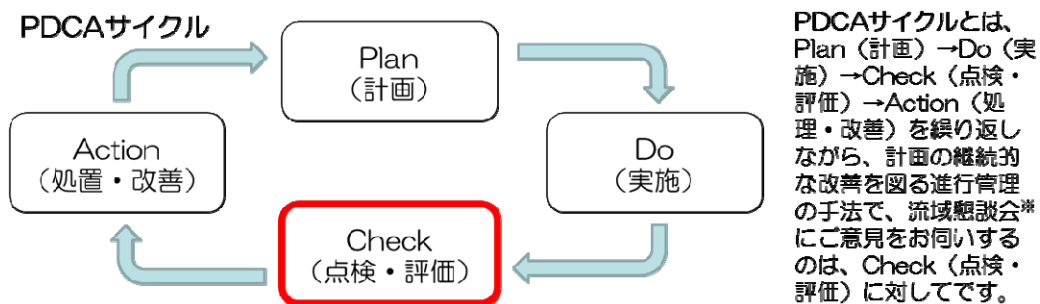 PDCAサイクル
Plan
（計画）
Do
（実施）
Check
（点検・評価）
Action
（処置・改善）
PDCAサイクルとは、
Plan（計画）→Do（実
施）→Check（点検・
評価）→Action（処
理・改善）を繰り返し
ながら、計画の継続的
な改善を図る進行管理
の手法で、流域懇談会※
にご意見をお伺いする
のは、Check（点検・
評価）に対してです。